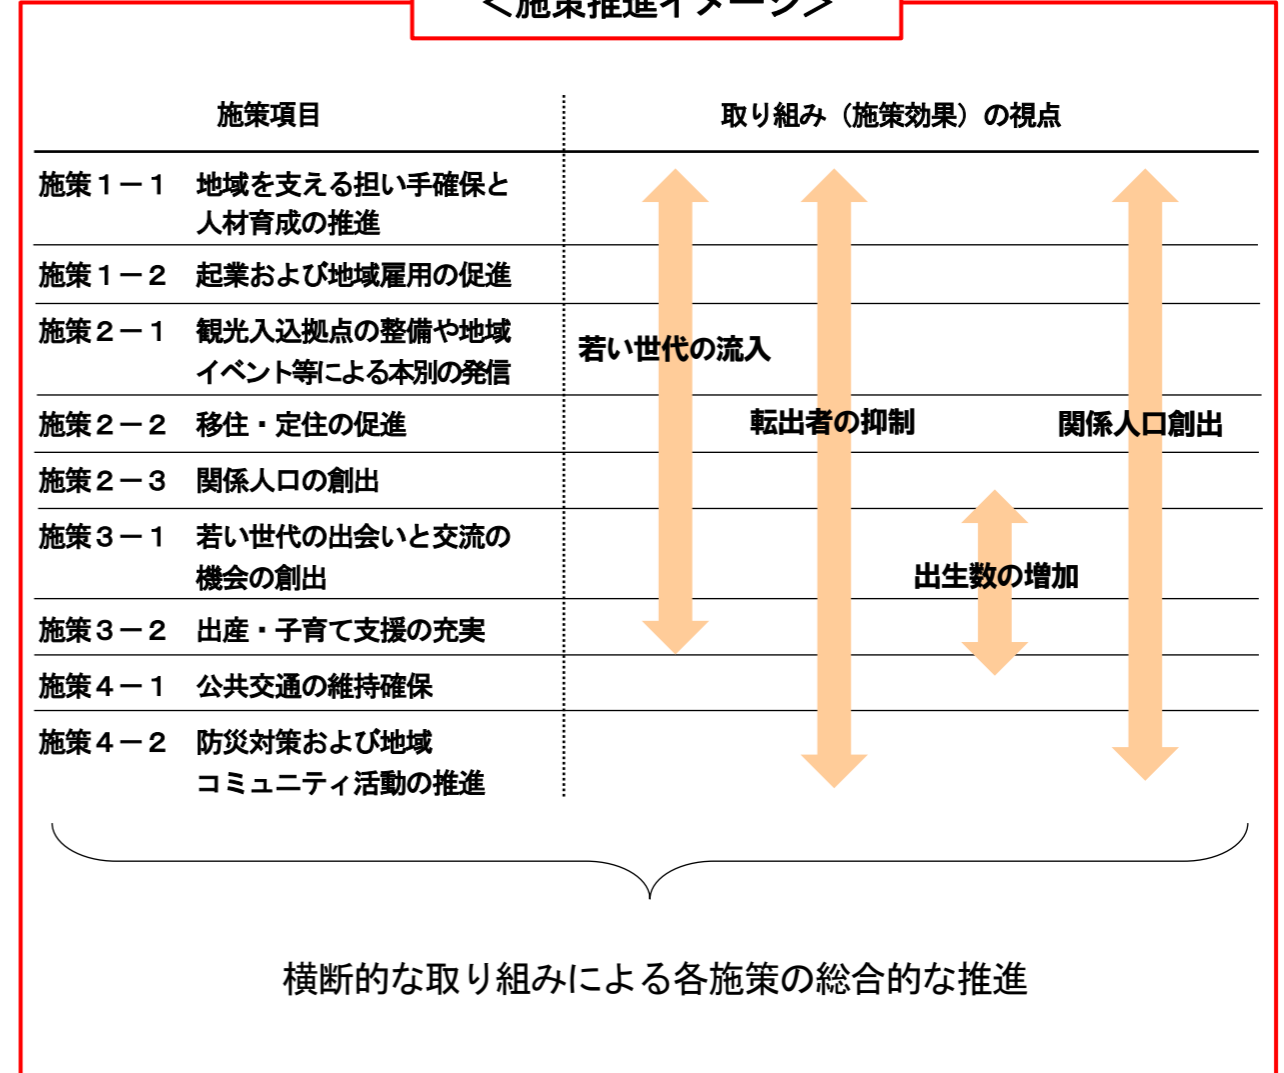 ＜施策推進イメージ＞
施策項目
取り組み（施策効果）の視点
施策１－１ 地域を支える担い手確保と
人材育成の推進
施策１－２ 起業および地域雇用の促進
施策２－１ 観光入込拠点の整備や地域
イベント等による本別の発信
若い世代の流入
施策２－２ 移住・定住の促進
転出者の抑制
関係人口創出
施策２－３ 関係人口の創出
施策３－１ 若い世代の出会いと交流の
機会の創出
出生数の増加
施策３－２ 出産・子育て支援の充実
施策４－１ 公共交通の維持確保
施策４－２ 防災対策および地域
コミュニティ活動の推進
横断的な取り組みによる各施策の総合的な推進